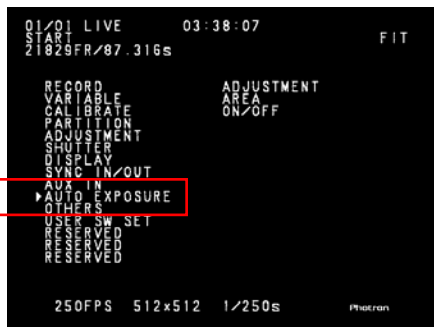 01/01 LIVE 03:38:07
START FIT
21829FR/87.316s
RECORD ADJUSTMENT
VARIABLE AREA
CALIBRATE ON/OFF
PARTITION
ADJUSTMENT
SHUTTER
DISPLAY
SYNC IN/OUT
AUX IN
▶AUTO EXPOSURE
OTHERS
USER SW SET
RESERVED
RESERVED
RESERVED
250FPS 512x512 1/250s Photron